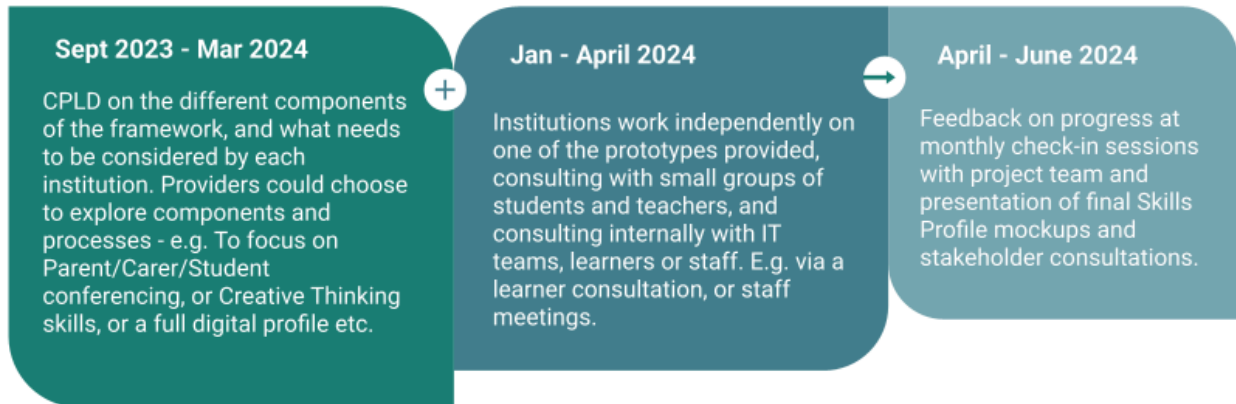 Sept 2023 - Mar 2024
CPLD on the different components
of the framework, and what needs
to be considered by each
institution. Providers could choose
to explore components and
processes - e.g. To focus on
Parent/Carer/Student
conferencing, or Creative Thinking
skills, or a full digital profile etc.
Jan - April 2024
Institutions work independently on
one of the prototypes provided,
consulting with small groups of
students and teachers, and
consulting internally with IT
teams, learners or staff. E.g. via a
learner consultation, or staff
meetings.
April - June 2024
Feedback on progress at
monthly check-in sessions
with project team and
presentation of final Skills
Profile mockups and
stakeholder consultations.